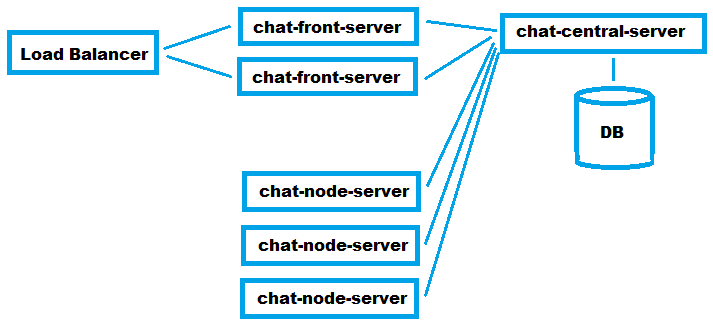 Load Balancer
chat-front-server
chat-front-server
chat-central-server
DB
chat-node-server
chat-node-server
chat-node-server